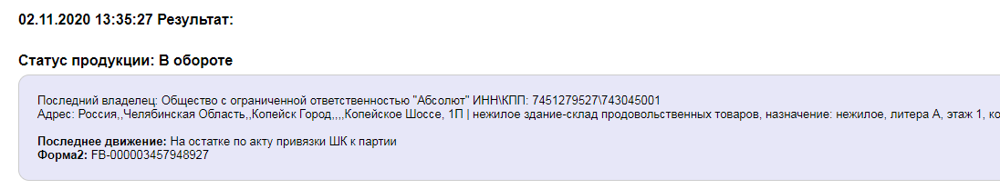 02.11.2020 13:35:27 Результат:
Статус продукции: В обороте
Последний владелец: Общество с ограниченной ответственностью "Абсолют" ИНН\КПП: 7451279527\743045001
Адрес: Россия,,Челябинская Область,,Копейск Город,,,,Копейское Шоссе, 1П | нежилое здание-склад продовольственных товаров, назначение: нежилое, литера А, этаж 1, ко
Последнее движение: На остатке по акту привязки ШК к партии
Форма2: FB-000003457948927